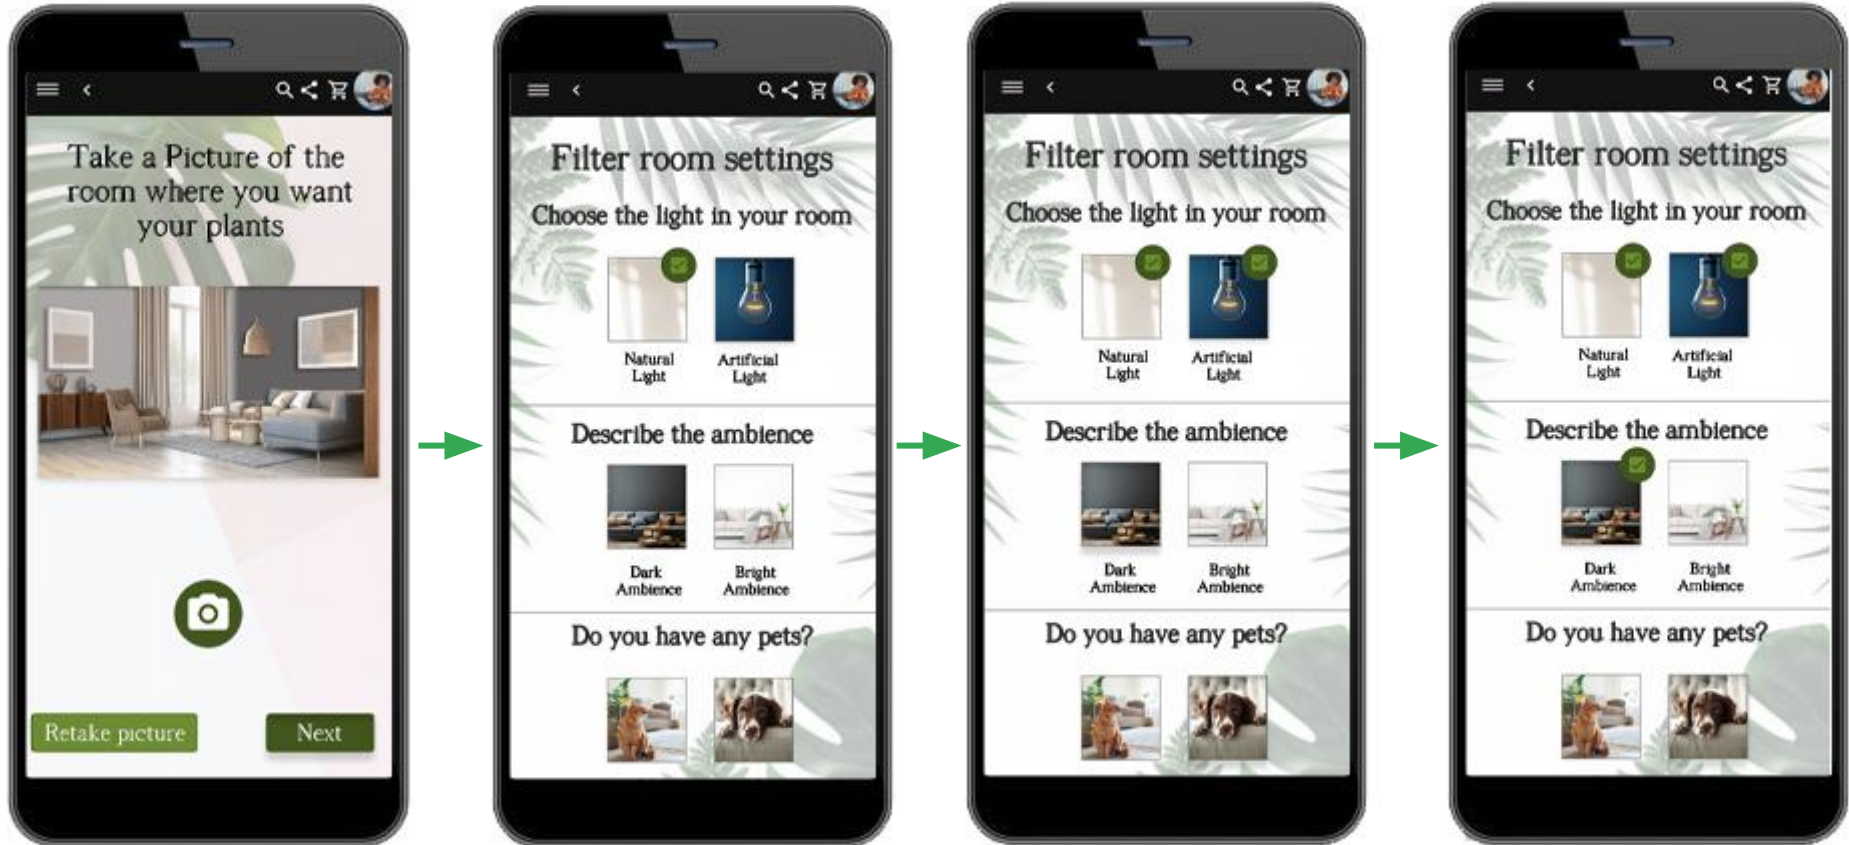 Take a Picture of the
room where you want
your plants
Retake picture
Next
Filter room settings
Choose the light in your room
Natural
Light
Artificial
Light
Describe the ambience
Dark
Ambience
Bright
Ambience
Do you have any pets?
Filter room settings
Choose the light in your room
Natural
Light
Artificial
Light
Describe the ambience
Dark
Ambience
Bright
Ambience
Do you have any pets?
Filter room settings
Choose the light in your room
Natural
Light
Artificial
Light
Describe the ambience
Dark
Ambience
Bright
Ambience
Do you have any pets?